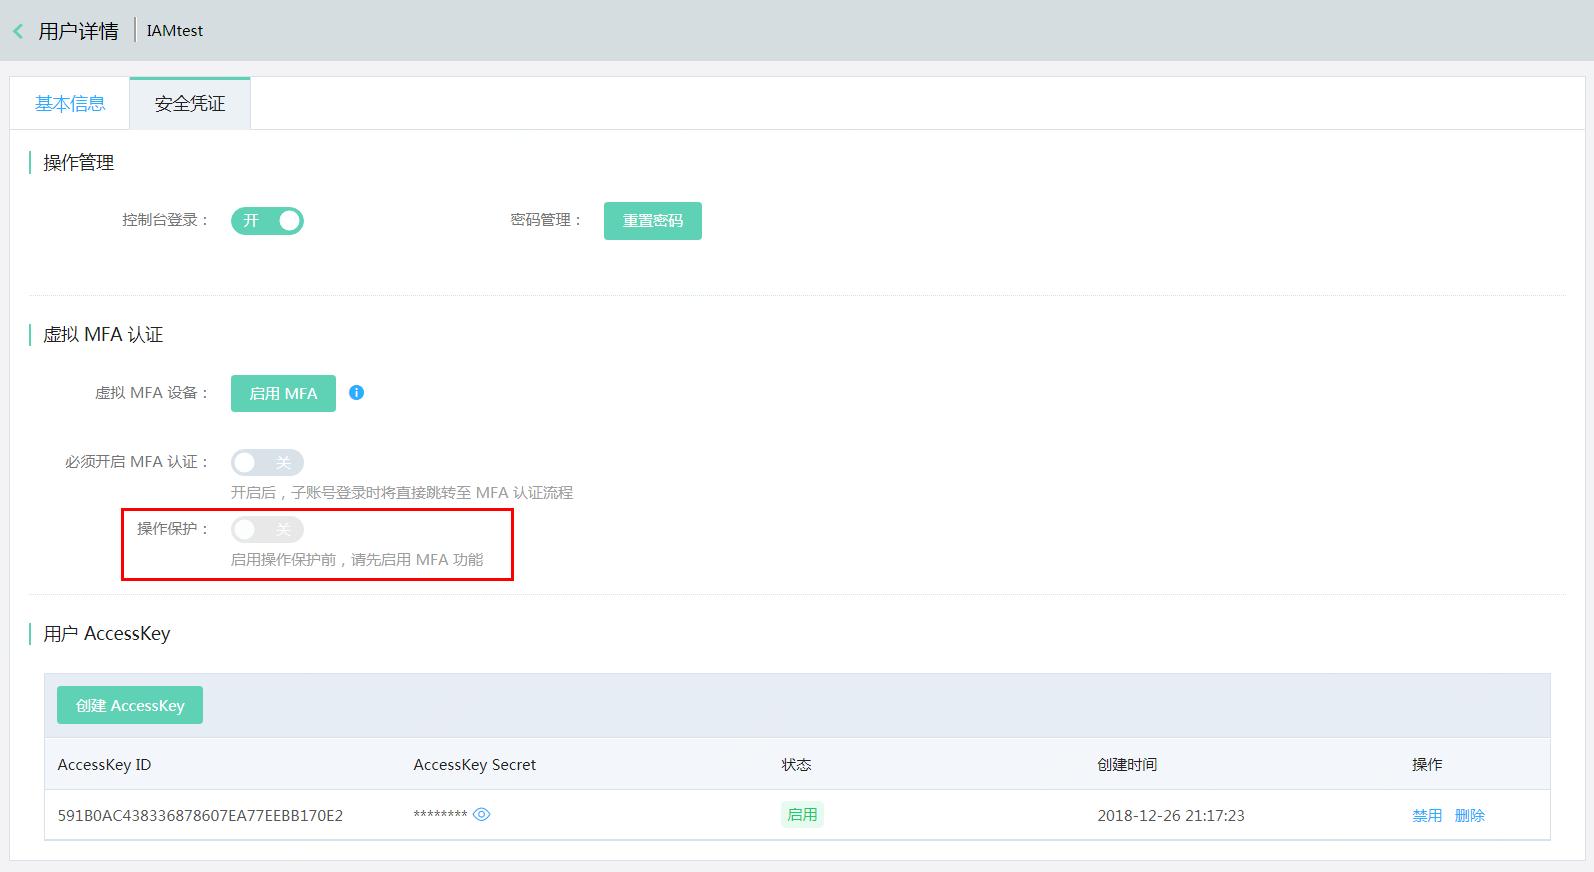 用户详情 IAMtest
基本信息 安全凭证
操作管理
控制台登录： 开 密码管理： 重置密码
虚拟 MFA 认证
虚拟 MFA 设备： 启用 MFA
必须开启 MFA 认证： 关
开启后，子账号登录时将直接跳转至 MFA 认证流程
操作保护： 关
启用操作保护前，请先启用 MFA 功能
用户 AccessKey
创建 AccessKey
AccessKey ID AccessKey Secret 状态 创建时间 操作
591B0AC438336878607EA77EEBB170E2 ******** 启用 2018-12-26 21:17:23 禁用 删除